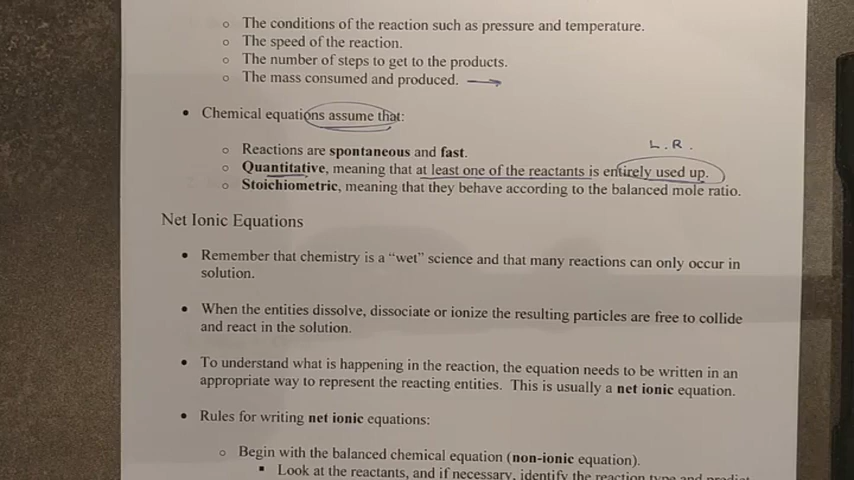 ○ The conditions of the reaction such as pressure and temperature.
○ The speed of the reaction.
○ The number of steps to get to the products.
○ The mass consumed and produced. →
• Chemical equations assume that:
L.R.
○ Reactions are spontaneous and fast.
○ Quantitative, meaning that at least one of the reactants is entirely used up.
○ Stoichiometric, meaning that they behave according to the balanced mole ratio.
Net Ionic Equations
• Remember that chemistry is a “wet” science and that many reactions can only occur in
solution.
• When the entities dissolve, dissociate or ionize the resulting particles are free to collide
and react in the solution.
• To understand what is happening in the reaction, the equation needs to be written in an
appropriate way to represent the reacting entities. This is usually a net ionic equation.
• Rules for writing net ionic equations:
○ Begin with the balanced chemical equation (non-ionic equation).
▪ Look at the reactants, and if necessary, identify the reaction type and predict